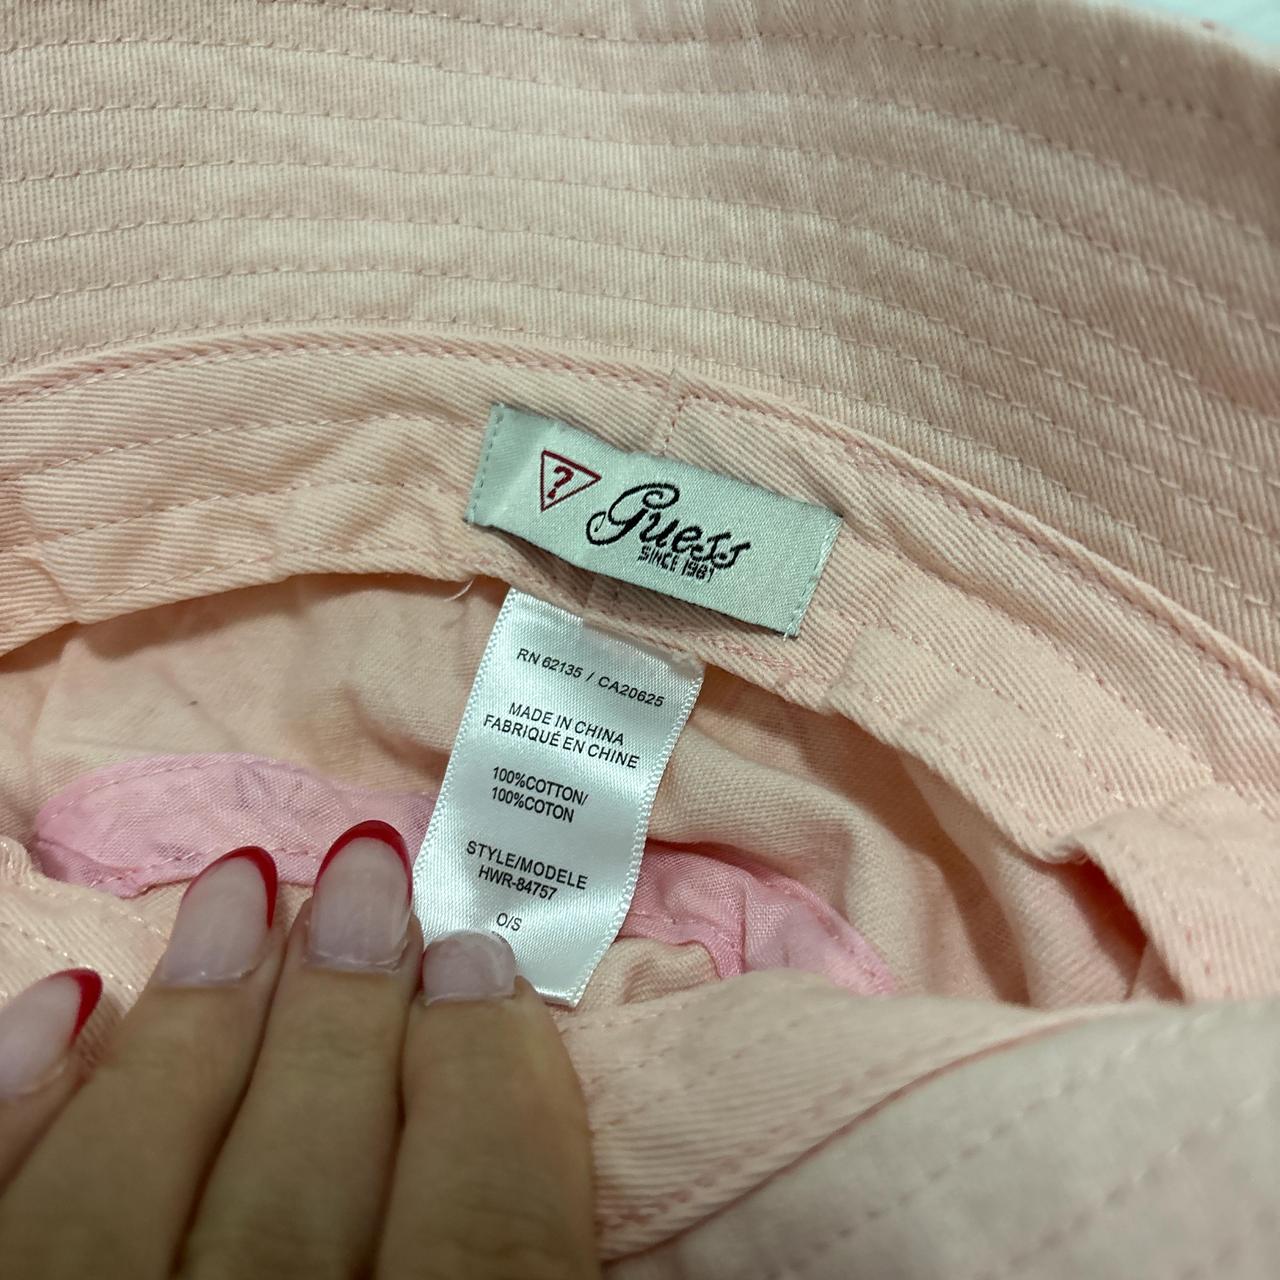 ?
Guess
SINCE 1981
RN 62135 / CA20625
MADE IN CHINA
FABRIQUÉ EN CHINE
100%COTTON/
100%COTON
STYLE/MODELE
HWR-84757
O/S